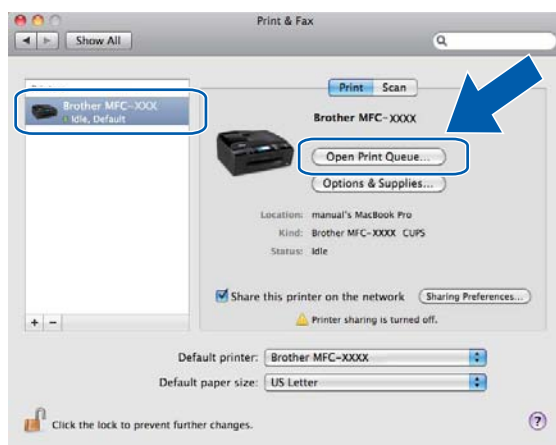 Print & Fax
Show All
Print Scan
Brother MFC-XXX
Idle, Default
Brother MFC-XXXX
Open Print Queue...
Options & Supplies...
Location: manual's MacBook Pro
Kind: Brother MFC-XXXX CUPS
Status: Idle
Share this printer on the network Sharing Preferences...
Printer sharing is turned off.
+ −
Default printer: Brother MFC-XXXX
Default paper size: US Letter
Click the lock to prevent further changes. ?